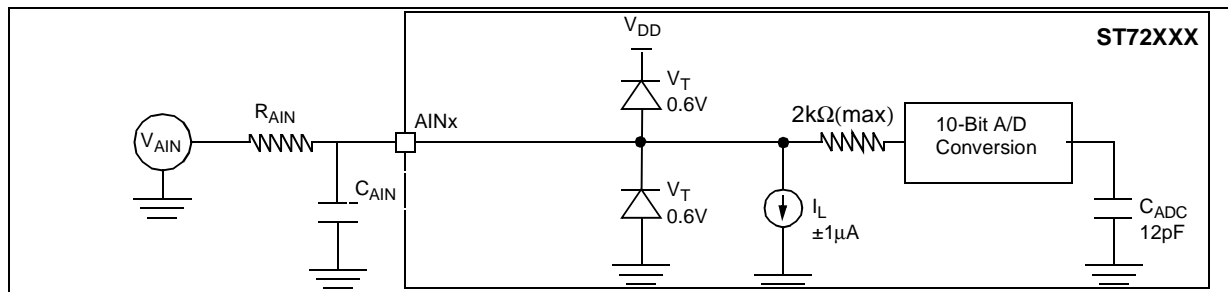 ST72XXX
V_DD
V_T
0.6V
R_AIN
AINx
2kΩ(max)
10-Bit A/D
Conversion
V_AIN
C_AIN
V_T
0.6V
I_L
±1μA
C_ADC
12pF